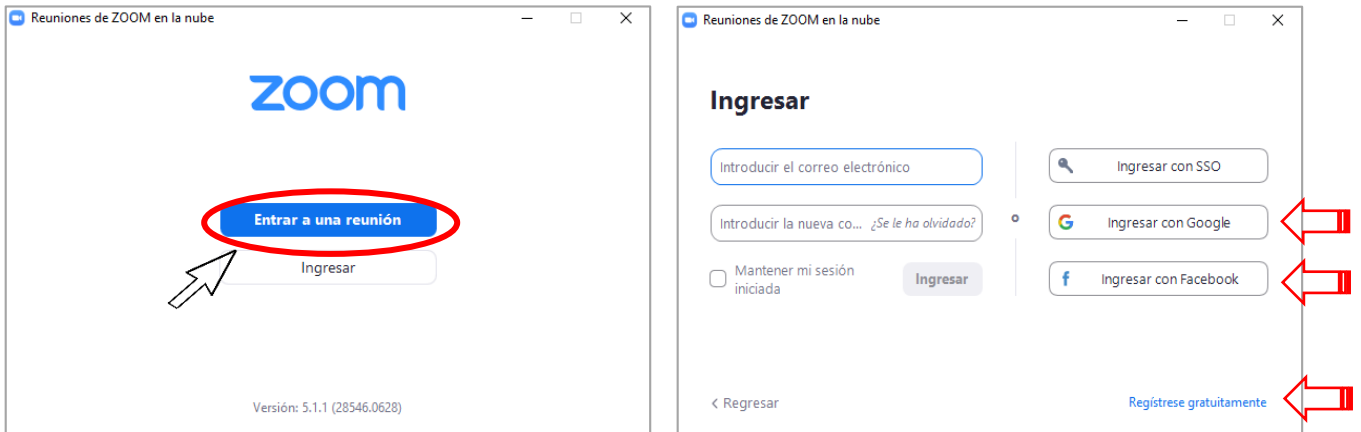 Reuniones de ZOOM en la nube
zoom
Entrar a una reunión
Ingresar
Versión: 5.1.1 (28546.0628)
Reuniones de ZOOM en la nube
Ingresar
Introducir el correo electrónico
Introducir la nueva co... ¿Se le ha olvidado?
Mantener mi sesión
iniciada
Ingresar
o
Ingresar con SSO
Ingresar con Google
Ingresar con Facebook
< Regresar
Regístrese gratuitamente